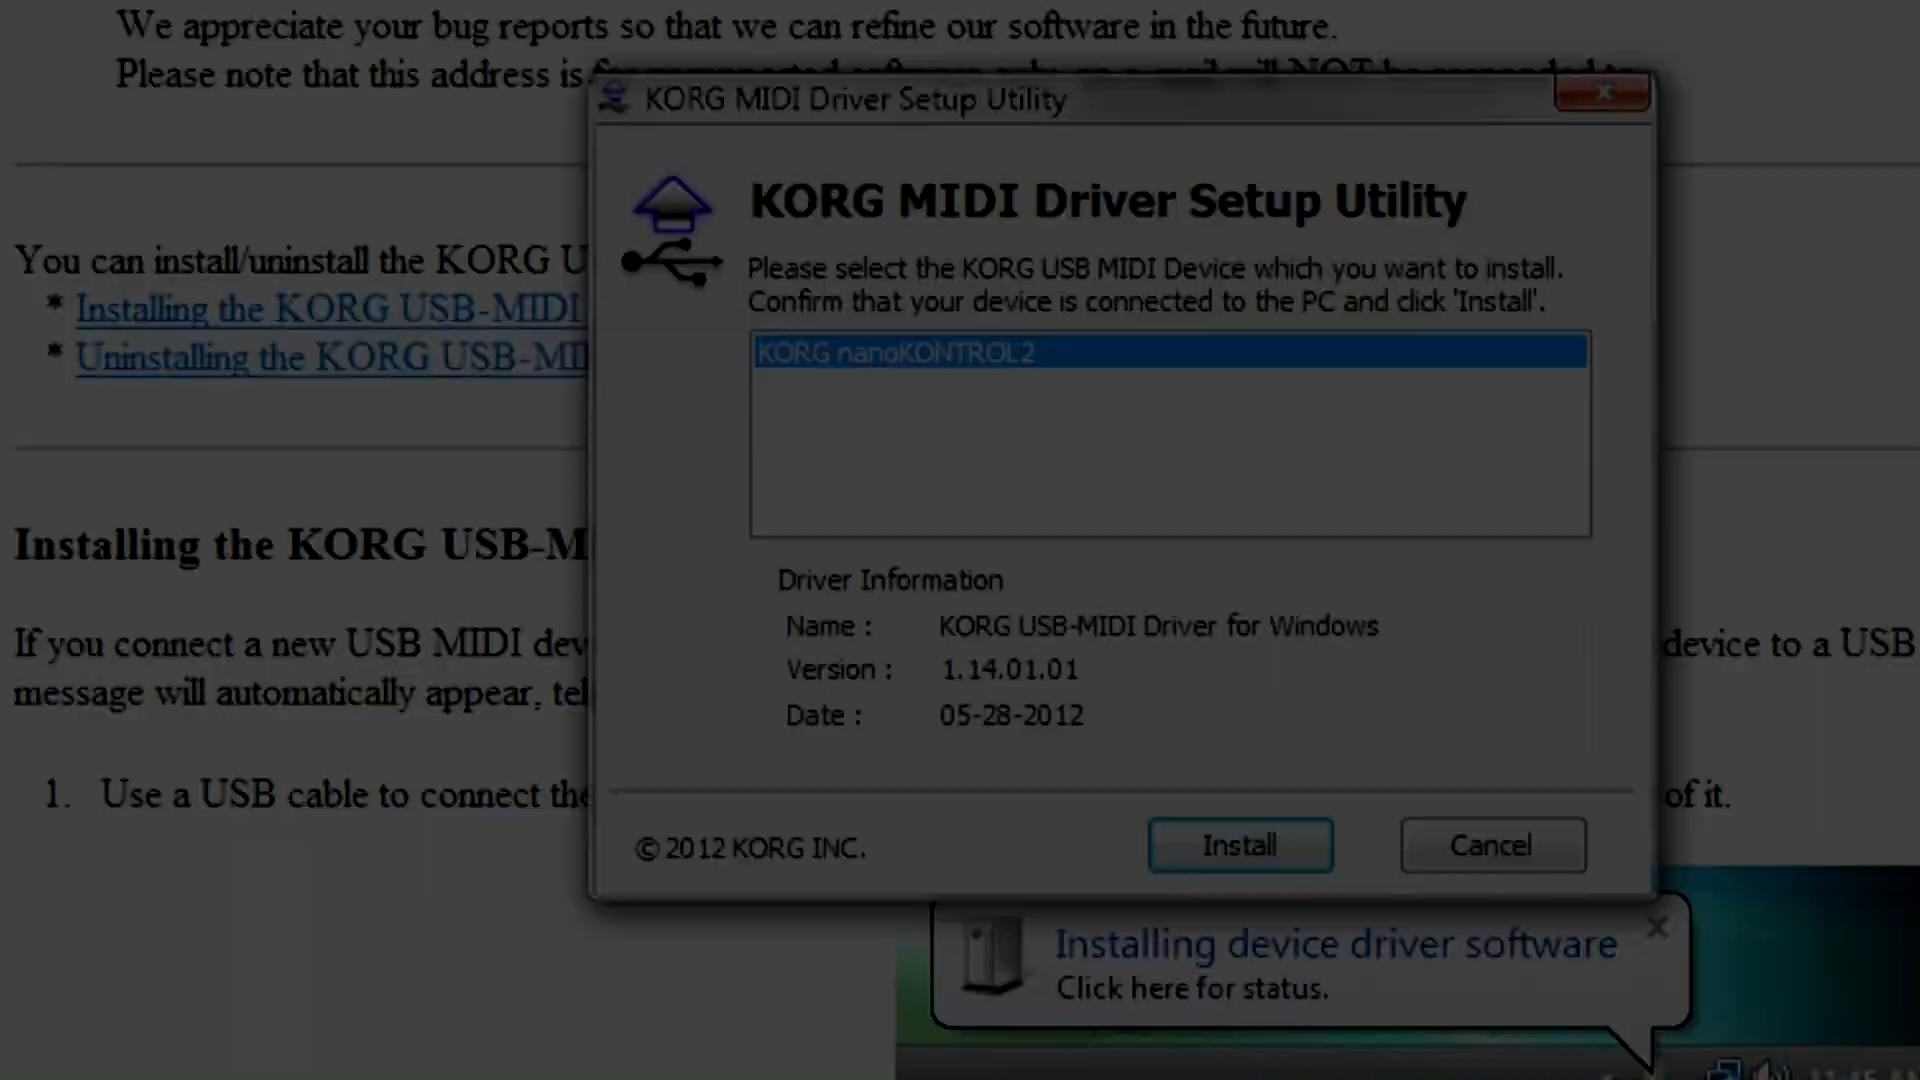 We appreciate your bug reports so that we can refine our software in the future.
Please note that this address is
KORG MIDI Driver Setup Utility
KORG MIDI Driver Setup Utility
Please select the KORG USB MIDI Device which you want to install.
Confirm that your device is connected to the PC and click 'Install'.
KORG nanoKONTROL2
Driver Information
Name : KORG USB-MIDI Driver for Windows
Version : 1.14.01.01
Date : 05-28-2012
© 2012 KORG INC.
Install
Cancel
You can install/uninstall the KORG U
* Installing the KORG USB-MIDI
* Uninstalling the KORG USB-MI
Installing the KORG USB-M
If you connect a new USB MIDI dev device to a USB
message will automatically appear, tel
1. Use a USB cable to connect the of it.
Installing device driver software
Click here for status.